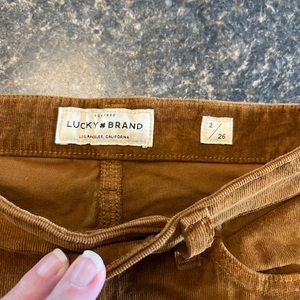 LUCKY BRAND
LOS ANGELES, CALIFORNIA
2/26